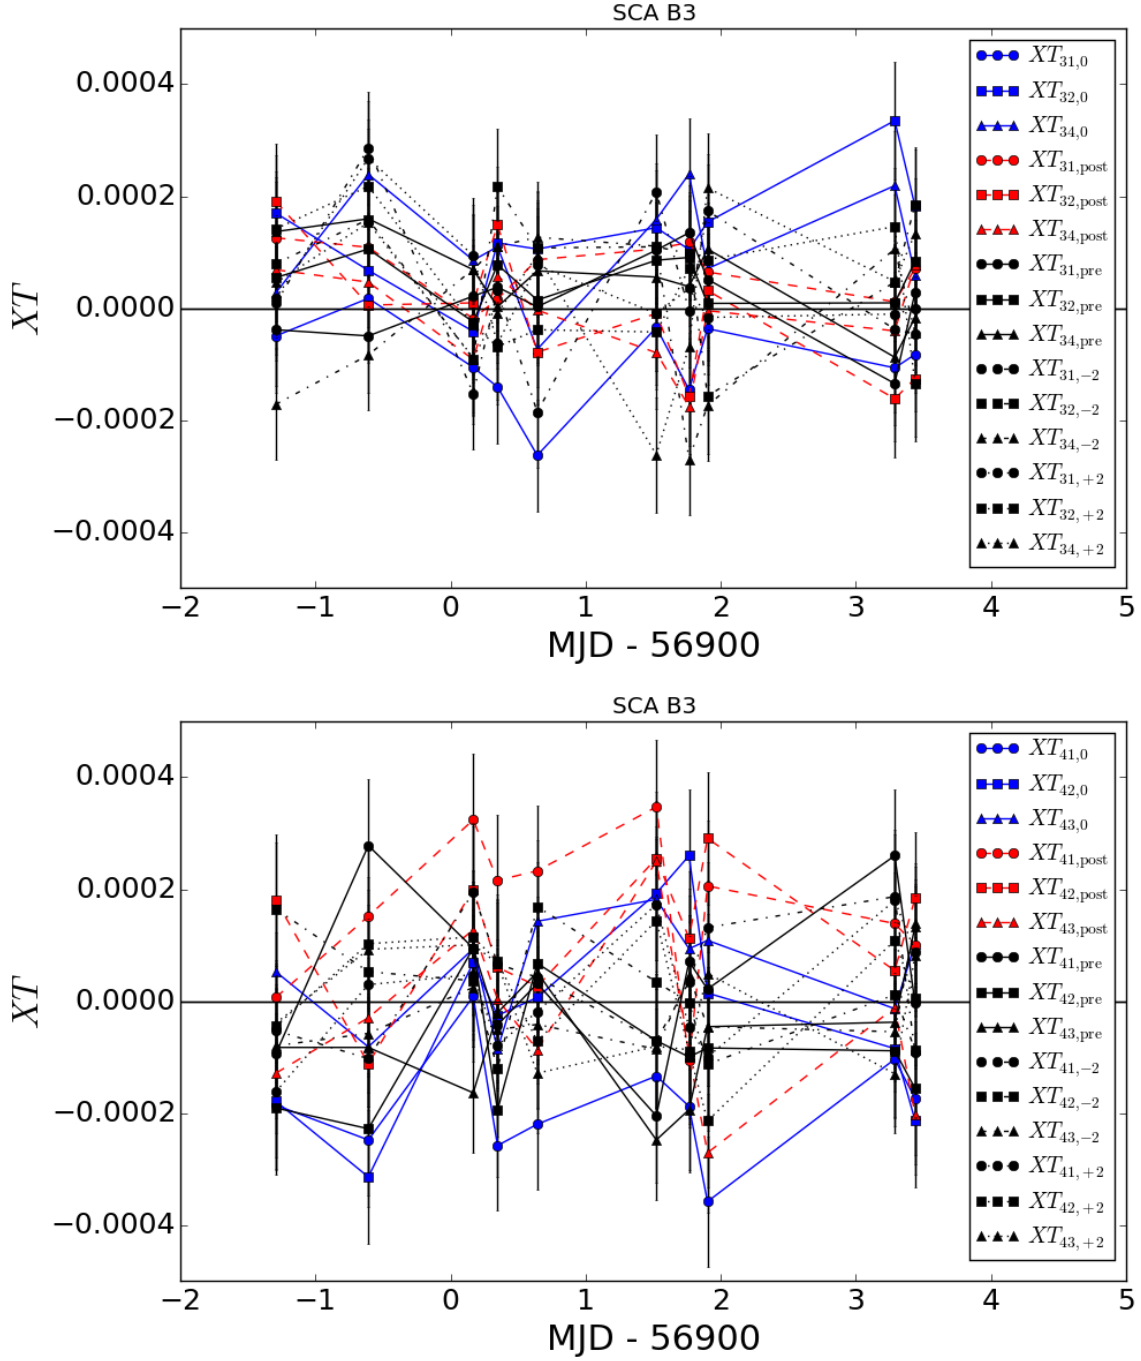 SCA B3
0.0004
0.0002
0.0000
−0.0002
−0.0004
XT
−2 −1 0 1 2 3 4 5
MJD - 56900
XT31,0
XT32,0
XT34,0
XT31,post
XT32,post
XT34,post
XT31,pre
XT32,pre
XT34,pre
XT31,−2
XT32,−2
XT34,−2
XT31,+2
XT32,+2
XT34,+2
SCA B3
0.0004
0.0002
0.0000
−0.0002
−0.0004
XT
−2 −1 0 1 2 3 4 5
MJD - 56900
XT41,0
XT42,0
XT43,0
XT41,post
XT42,post
XT43,post
XT41,pre
XT42,pre
XT43,pre
XT41,−2
XT42,−2
XT43,−2
XT41,+2
XT42,+2
XT43,+2